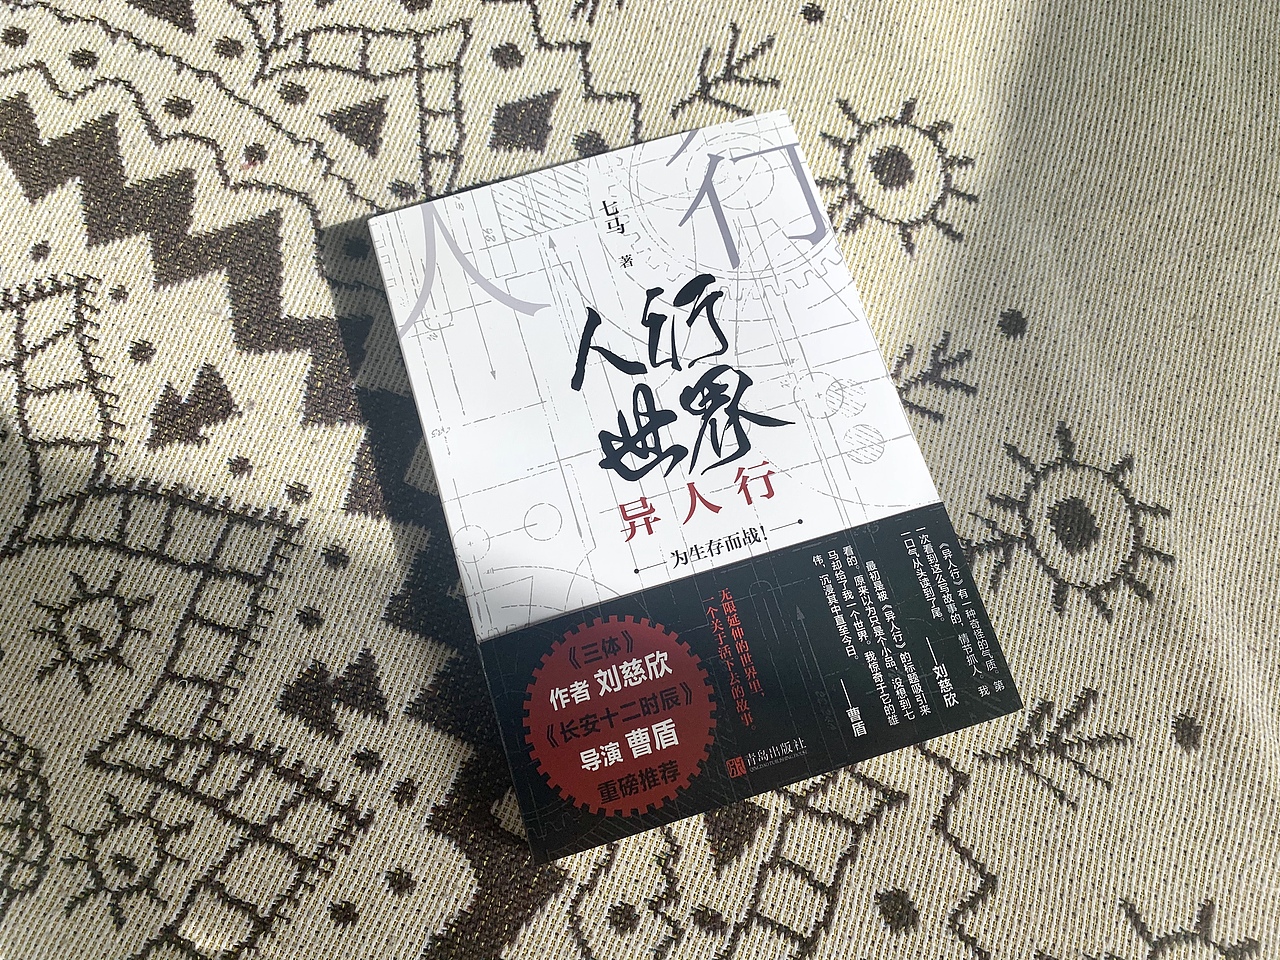 人行
七马
著
人行
世界
异人行
为生存而战！
《异人行》有一种奇怪的气质，第
一次看到这么写故事的，情节抓人，我
一口气从头读到了尾。
——刘慈欣
最初是被《异人行》的标题吸引来
看的。原来以为只是个小品，没想到七
马却给了我一个世界。我惊奇于它的雄
伟，沉浸其中直至今日。
——曹盾
无限延伸的世界里，
一个关于活下去的故事。
《三体》
作者 刘慈欣
《长安十二时辰》
导演 曹盾
重磅推荐
青岛出版社
QINGDAO PUBLISHING HOUSE